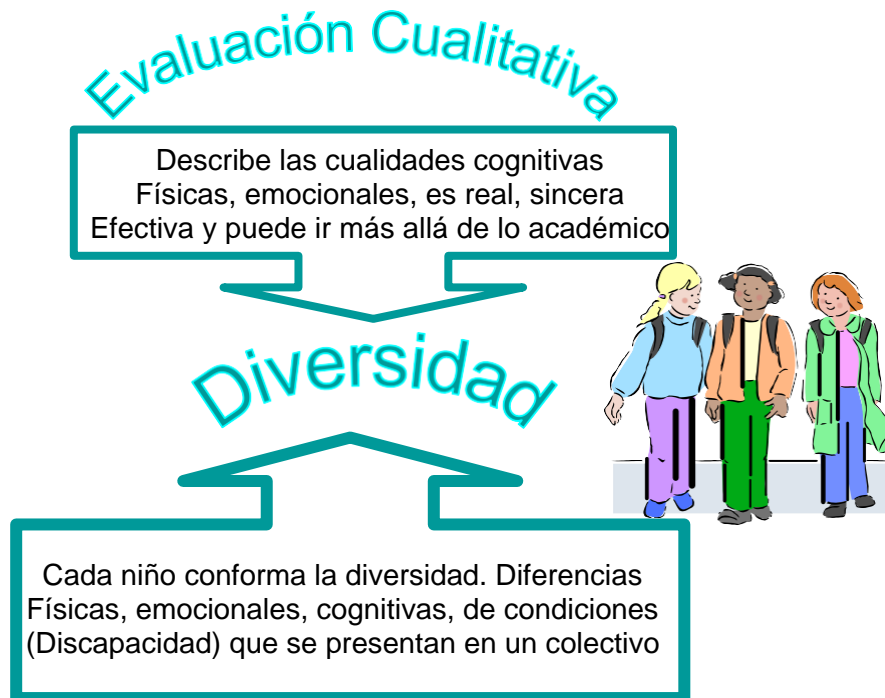 Evaluación Cualitativa
Describe las cualidades cognitivas
Físicas, emocionales, es real, sincera
Efectiva y puede ir más allá de lo académico
Diversidad
Cada niño conforma la diversidad. Diferencias
Físicas, emocionales, cognitivas, de condiciones
(Discapacidad) que se presentan en un colectivo